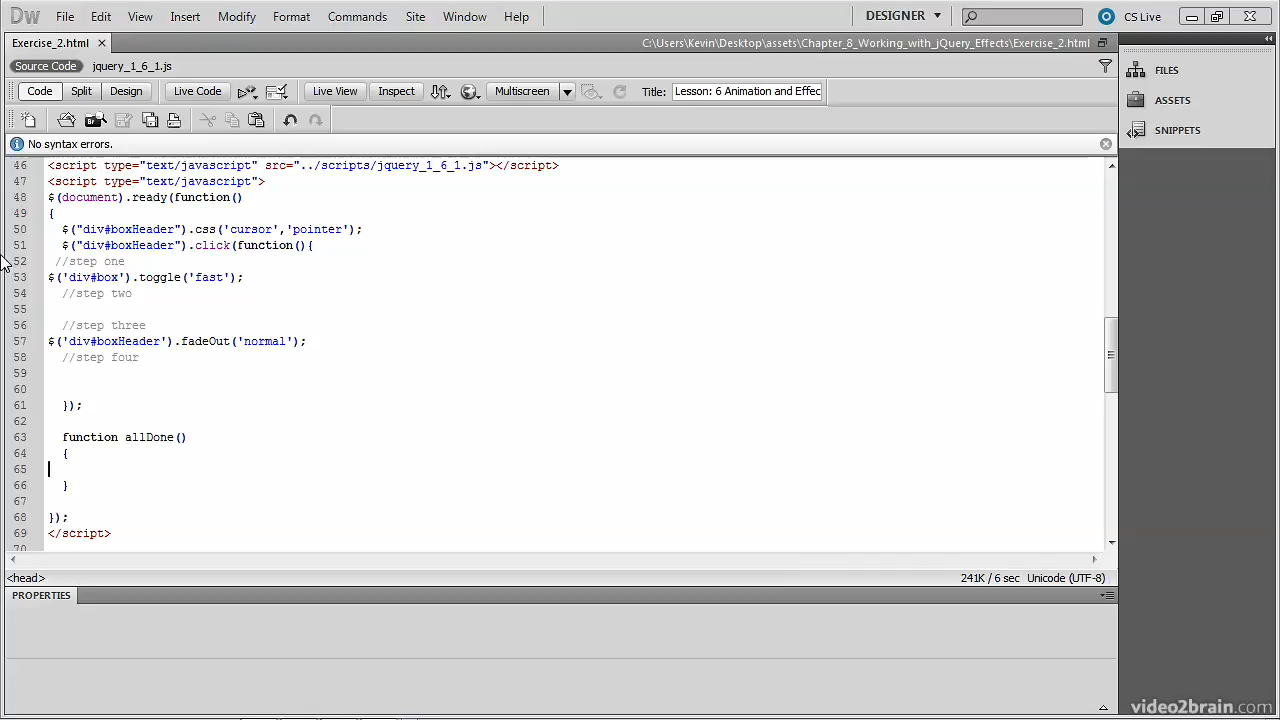 Dw File Edit View Insert Modify Format Commands Site Window Help DESIGNER CS Live
Exercise_2.html C:\Users\Kevin\Desktop\assets\Chapter_8_Working_with_jQuery_Effects\Exercise_2.html
Source Code jquery_1_6_1.js
Code Split Design Live Code Live View Inspect Multiscreen Title: Lesson: 6 Animation and Effec
No syntax errors.
46 <script type="text/javascript" src="../scripts/jquery_1_6_1.js"></script>
47 <script type="text/javascript">
48 $(document).ready(function()
49 {
50 $("div#boxHeader").css('cursor','pointer');
51 $("div#boxHeader").click(function(){
52 //step one
53 $('div#box').toggle('fast');
54 //step two
55
56 //step three
57 $('div#boxHeader').fadeOut('normal');
58 //step four
59
60
61 });
62
63 function allDone()
64 {
65
66 }
67
68 });
69 </script>
70
<head> 241K / 6 sec Unicode (UTF-8)
PROPERTIES
FILES
ASSETS
SNIPPETS
video2brain.com